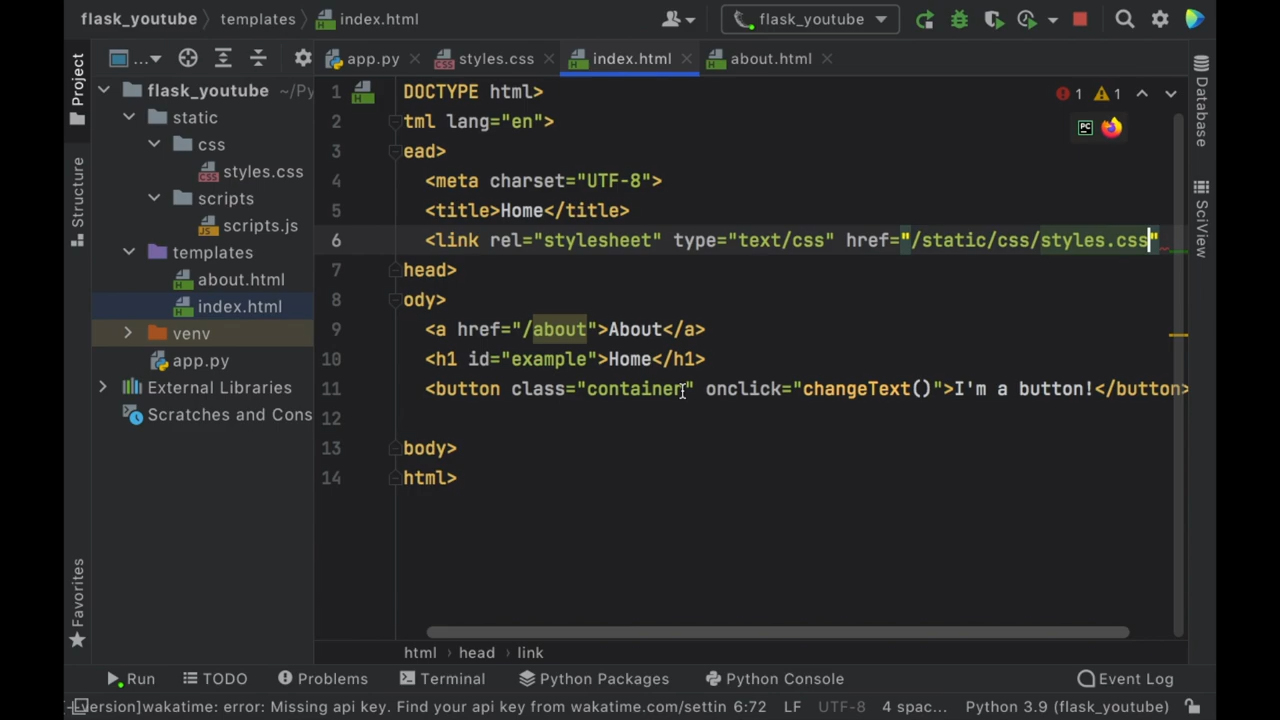 flask_youtube templates index.html flask_youtube
Project
Structure
Favorites
flask_youtube ~/Py
static
css
styles.css
scripts
scripts.js
templates
about.html
index.html
venv
app.py
External Libraries
Scratches and Cons
app.py styles.css index.html about.html
1 DOCTYPE html>
2 tml lang="en">
3 ead>
4 <meta charset="UTF-8">
5 <title>Home</title>
6 <link rel="stylesheet" type="text/css" href="/static/css/styles.css"
7 head>
8 ody>
9 <a href="/about">About</a>
10 <h1 id="example">Home</h1>
11 <button class="container" onclick="changeText()">I'm a button!</button>
12
13 body>
14 html>
1 1
PC
Database
SciView
html head link
Run TODO Problems Terminal Python Packages Python Console Event Log
version]wakatime: error: Missing api key. Find your api key from wakatime.com/settin 6:72 LF UTF-8 4 spac... Python 3.9 (flask_youtube)